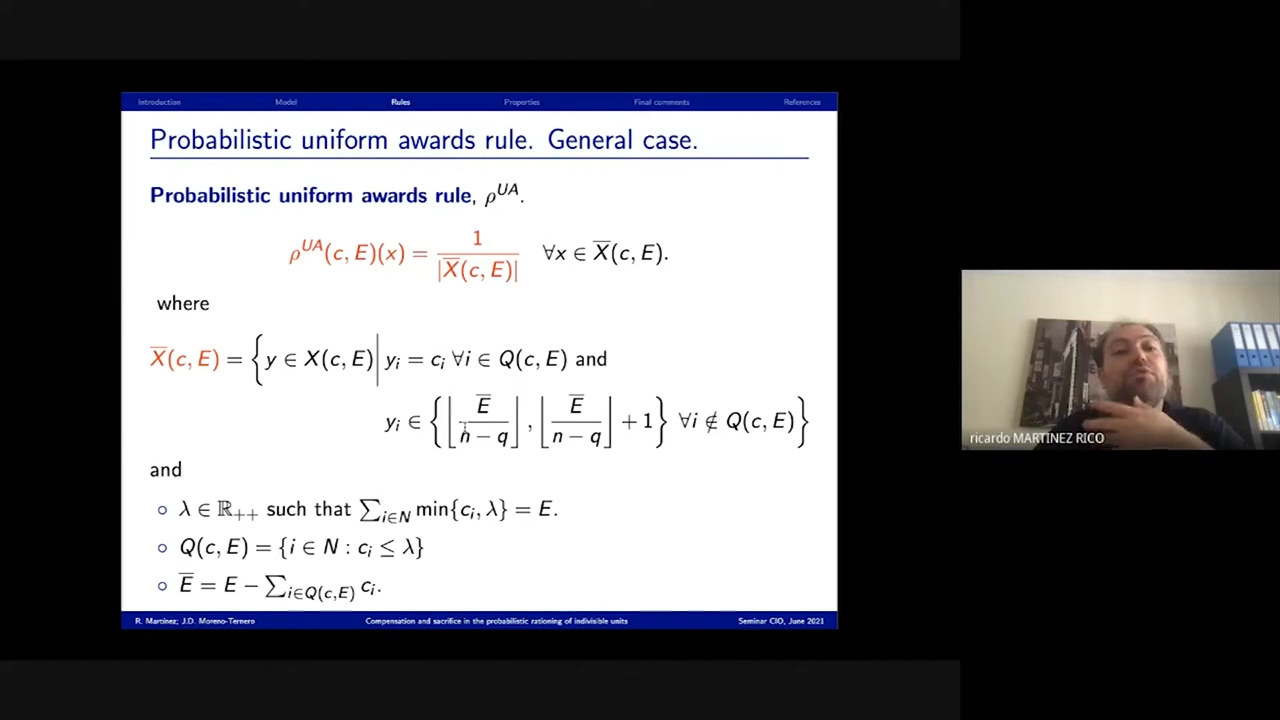 Introduction Model Rules Properties Final comments References
Probabilistic uniform awards rule. General case.
Probabilistic uniform awards rule, ρ^{UA}.
ρ^{UA}(c, E)(x) = 1 / |X̅(c, E)| ∀x ∈ X̅(c, E).
where
X̅(c, E) = { y ∈ X(c, E) | y_i = c_i ∀i ∈ Q(c, E) and
y_i ∈ { ⌊ E̅ / n − q ⌋ , ⌊ E̅ / n − q ⌋ + 1 } ∀i ∉ Q(c, E) }
and
◦ λ ∈ ℝ_{++} such that ∑_{i∈N} min{c_i, λ} = E.
◦ Q(c, E) = {i ∈ N : c_i ≤ λ}
◦ E̅ = E − ∑_{i∈Q(c,E)} c_i.
R. Martínez; J.D. Moreno-Ternero Compensation and sacrifice in the probabilistic rationing of indivisible units Seminar CIO, June 2021
ricardo MARTINEZ RICO